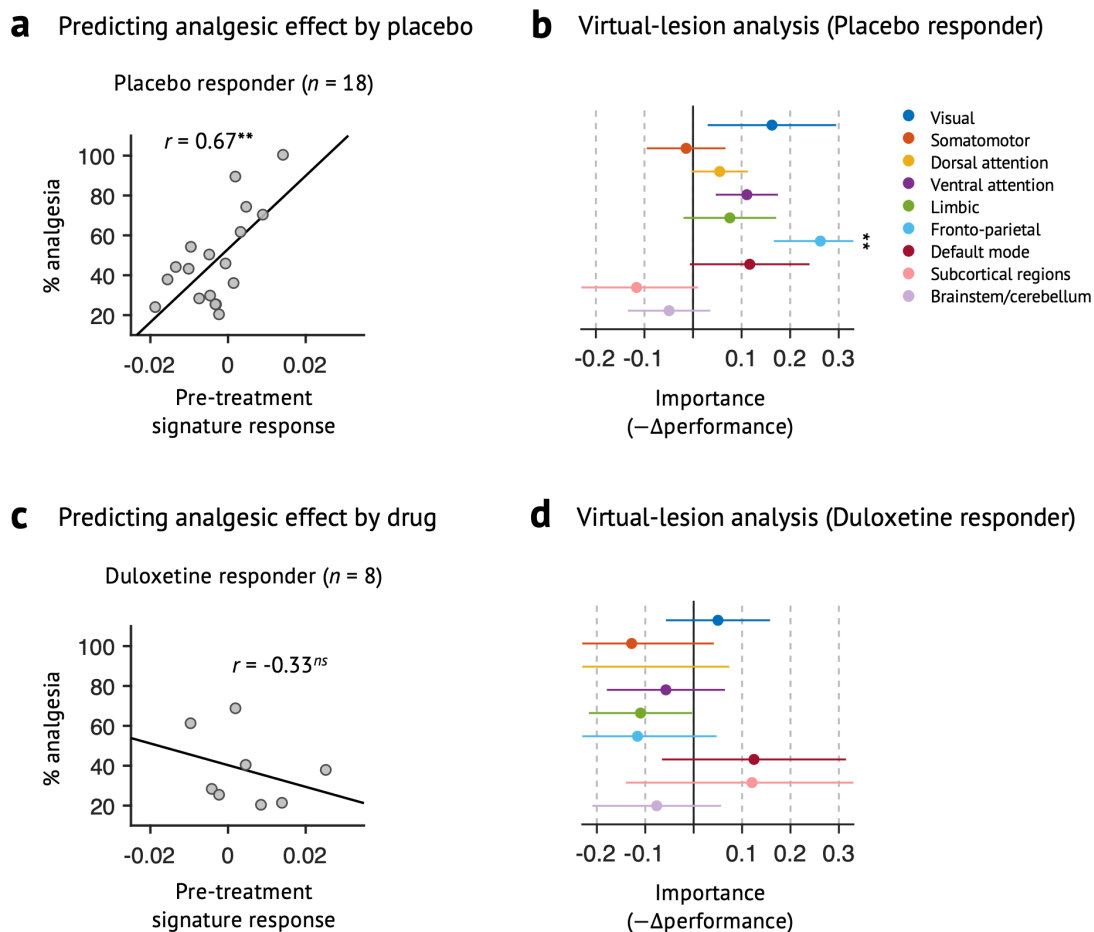 a Predicting analgesic effect by placebo
Placebo responder (n = 18)
r = 0.67**
% analgesia
100
80
60
40
20
-0.02 0 0.02
Pre-treatment
signature response
b Virtual-lesion analysis (Placebo responder)
**
-0.2 -0.1 0.1 0.2 0.3
Importance
(−Δperformance)
Visual
Somatomotor
Dorsal attention
Ventral attention
Limbic
Fronto-parietal
Default mode
Subcortical regions
Brainstem/cerebellum
c Predicting analgesic effect by drug
Duloxetine responder (n = 8)
r = -0.33ns
% analgesia
100
80
60
40
20
-0.02 0 0.02
Pre-treatment
signature response
d Virtual-lesion analysis (Duloxetine responder)
-0.2 -0.1 0.1 0.2 0.3
Importance
(−Δperformance)